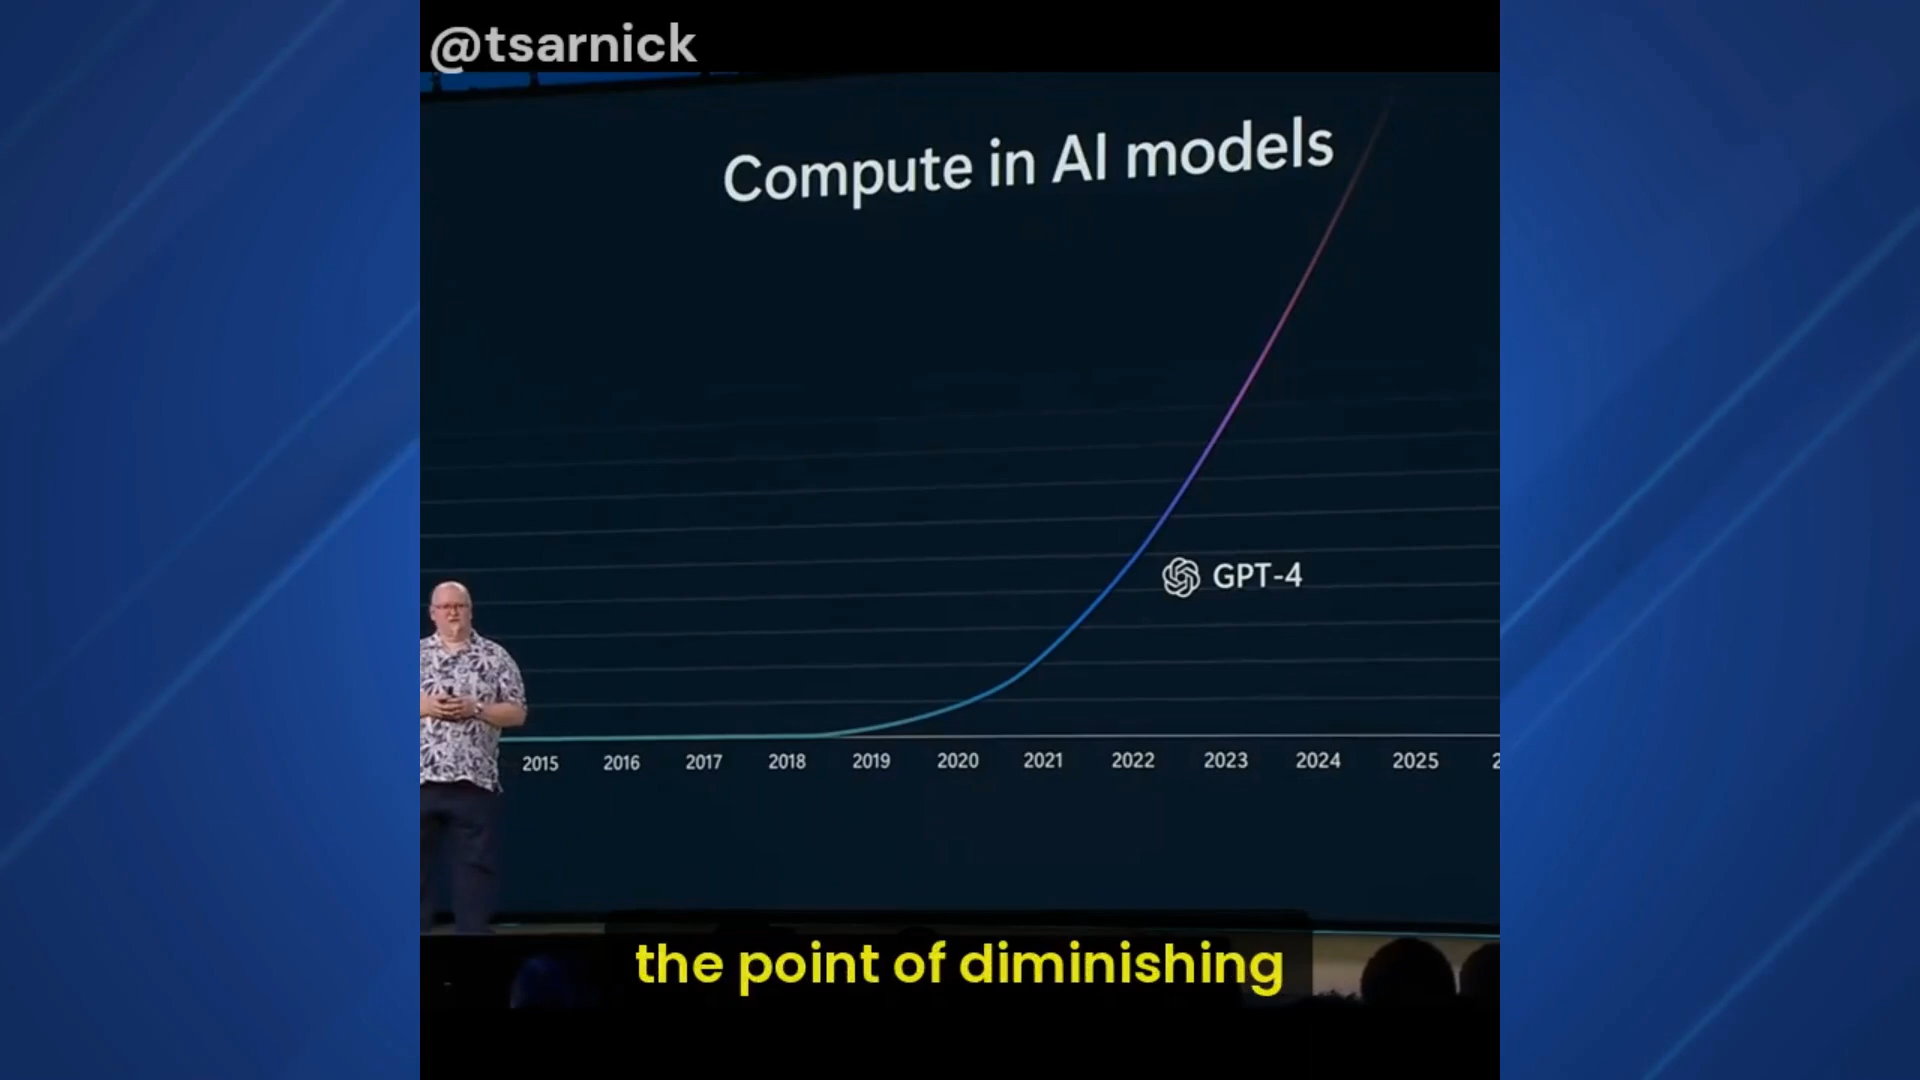 @tsarnick
Compute in AI models
GPT-4
2015 2016 2017 2018 2019 2020 2021 2022 2023 2024 2025
the point of diminishing